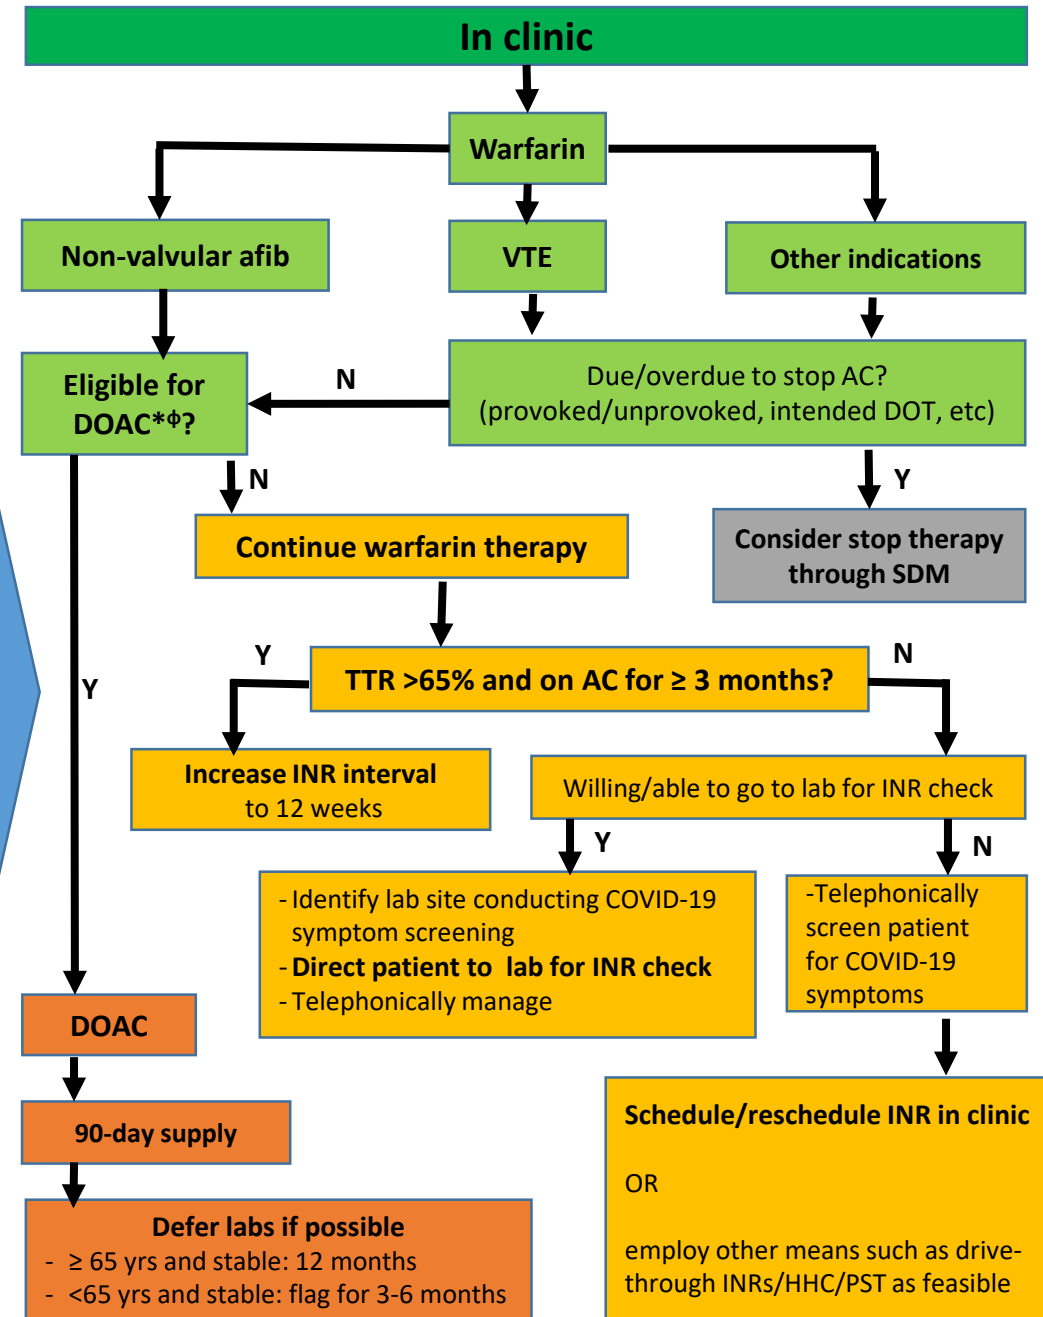 In clinic
Warfarin
Non-valvular afib
VTE
Other indications
Eligible for
DOAC*ᶲ?
N
Due/overdue to stop AC?
(provoked/unprovoked, intended DOT, etc)
N
Y
Continue warfarin therapy
Consider stop therapy
through SDM
Y
Y
TTR >65% and on AC for ≥ 3 months?
N
Increase INR interval
to 12 weeks
Willing/able to go to lab for INR check
Y
N
- Identify lab site conducting COVID-19
symptom screening
- Direct patient to lab for INR check
- Telephonically manage
-Telephonically
screen patient
for COVID-19
symptoms
DOAC
90-day supply
Defer labs if possible
- ≥ 65 yrs and stable: 12 months
- <65 yrs and stable: flag for 3-6 months
Schedule/reschedule INR in clinic
OR
employ other means such as drive-
through INRs/HHC/PST as feasible